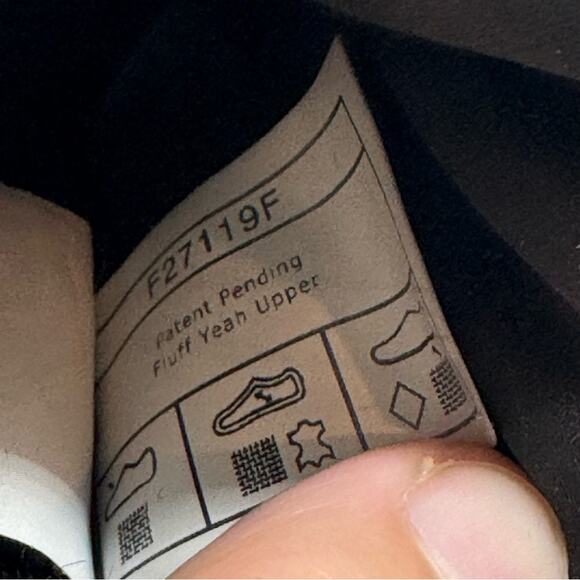 F27119F
Patent Pending
Fluff Yeah Upper